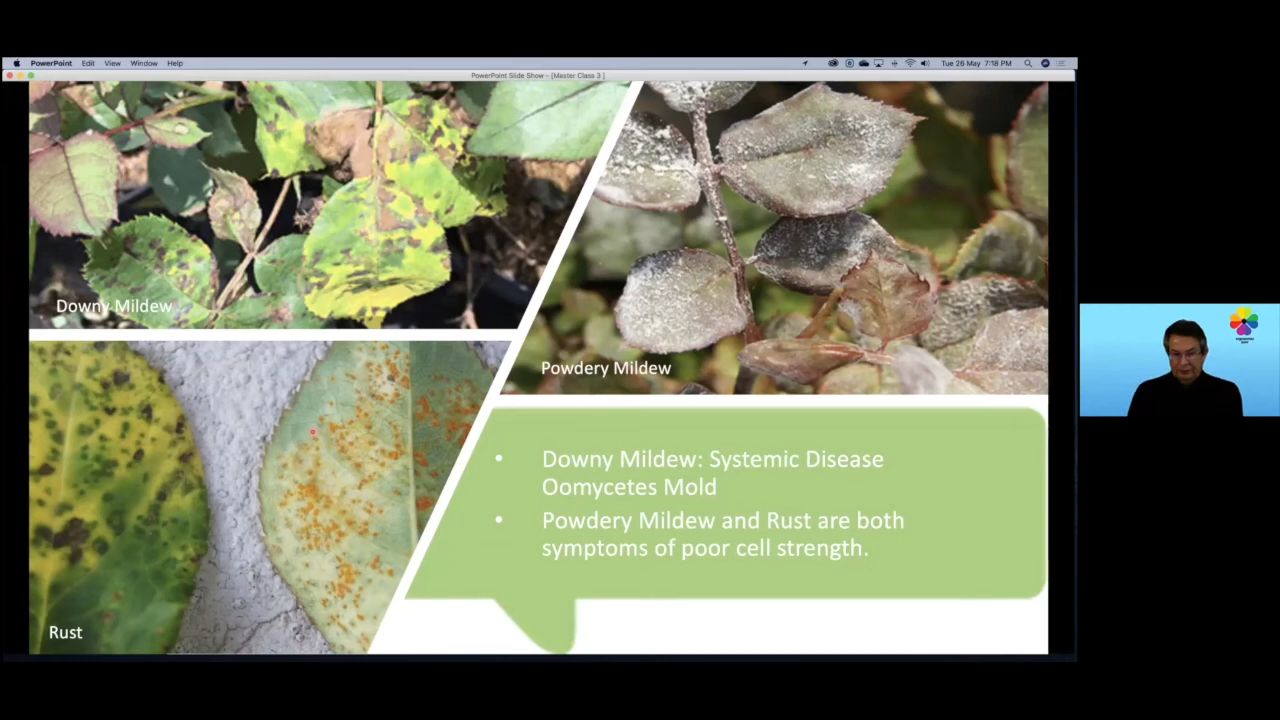 PowerPoint Edit View Window Help
Tue 26 May 7:18 PM
PowerPoint Slide Show - [Master Class 3 ]
Downy Mildew
Powdery Mildew
Rust
• Downy Mildew: Systemic Disease
Oomycetes Mold
• Powdery Mildew and Rust are both
symptoms of poor cell strength.